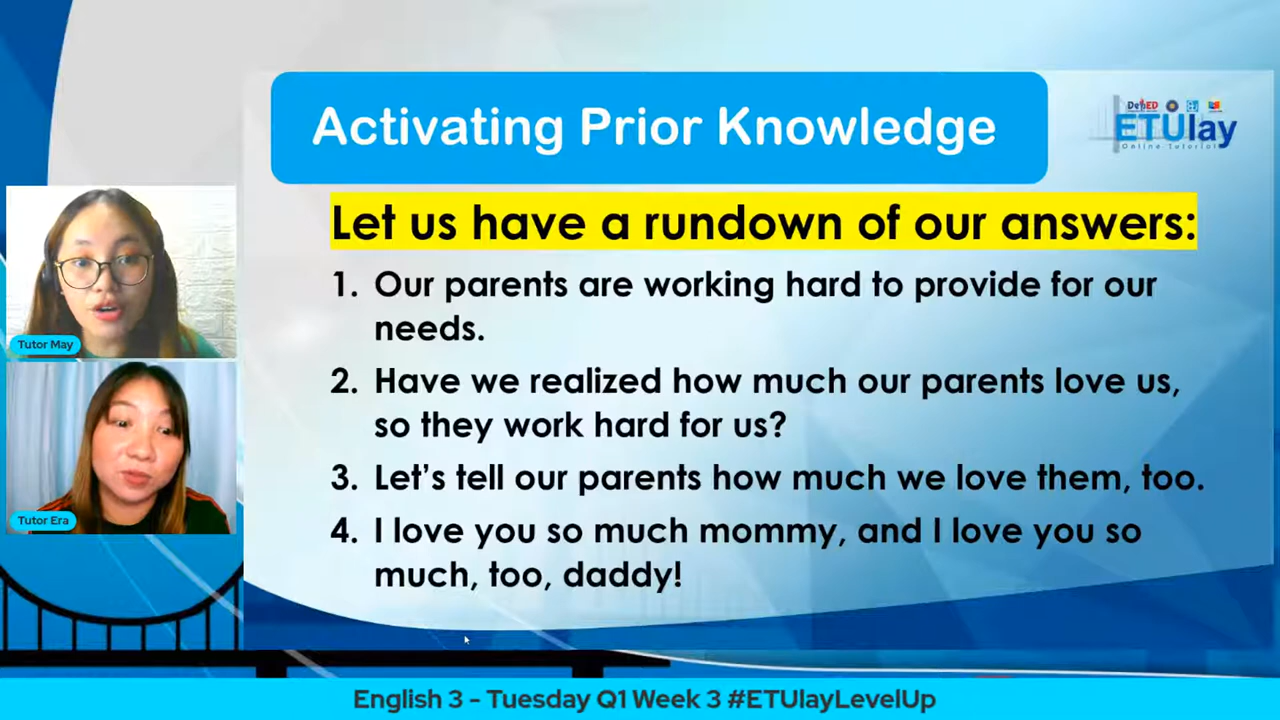 Activating Prior Knowledge
DepED
ETUlay
Online Tutorial
Let us have a rundown of our answers:
1. Our parents are working hard to provide for our
needs.
2. Have we realized how much our parents love us,
so they work hard for us?
3. Let’s tell our parents how much we love them, too.
4. I love you so much mommy, and I love you so
much, too, daddy!
Tutor May
Tutor Era
English 3 - Tuesday Q1 Week 3 #ETUlayLevelUp